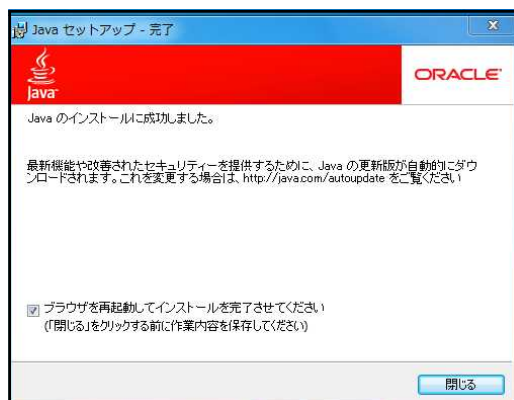 Java セットアップ - 完了
Java
ORACLE
Java のインストールに成功しました。
最新機能や改善されたセキュリティーを提供するために、Java の更新版が自動的にダウ
ンロードされます。これを変更する場合は、http://java.com/autoupdate をご覧ください
ブラウザを再起動してインストールを完了させてください
(「閉じる」をクリックする前に作業内容を保存してください)
閉じる